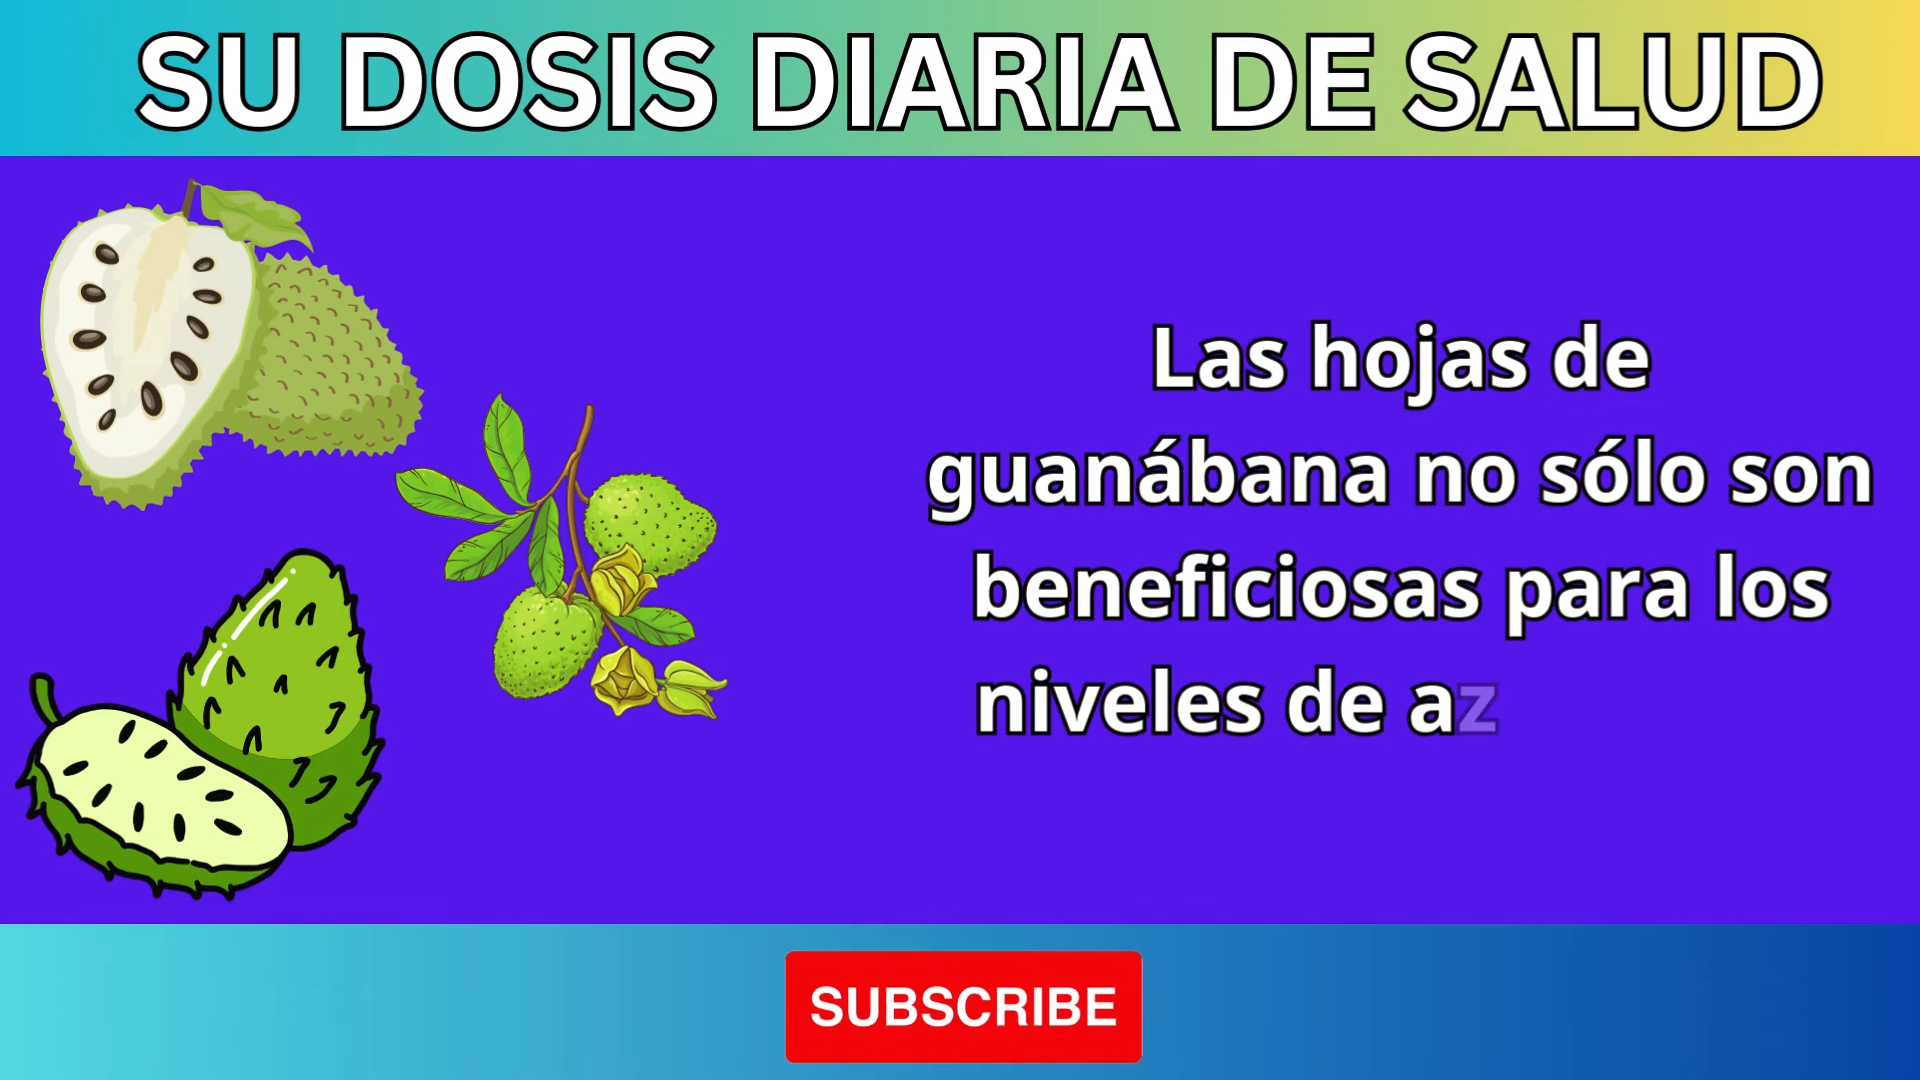 SU DOSIS DIARIA DE SALUD
Las hojas de
guanábana no sólo son
beneficiosas para los
niveles de az
SUBSCRIBE